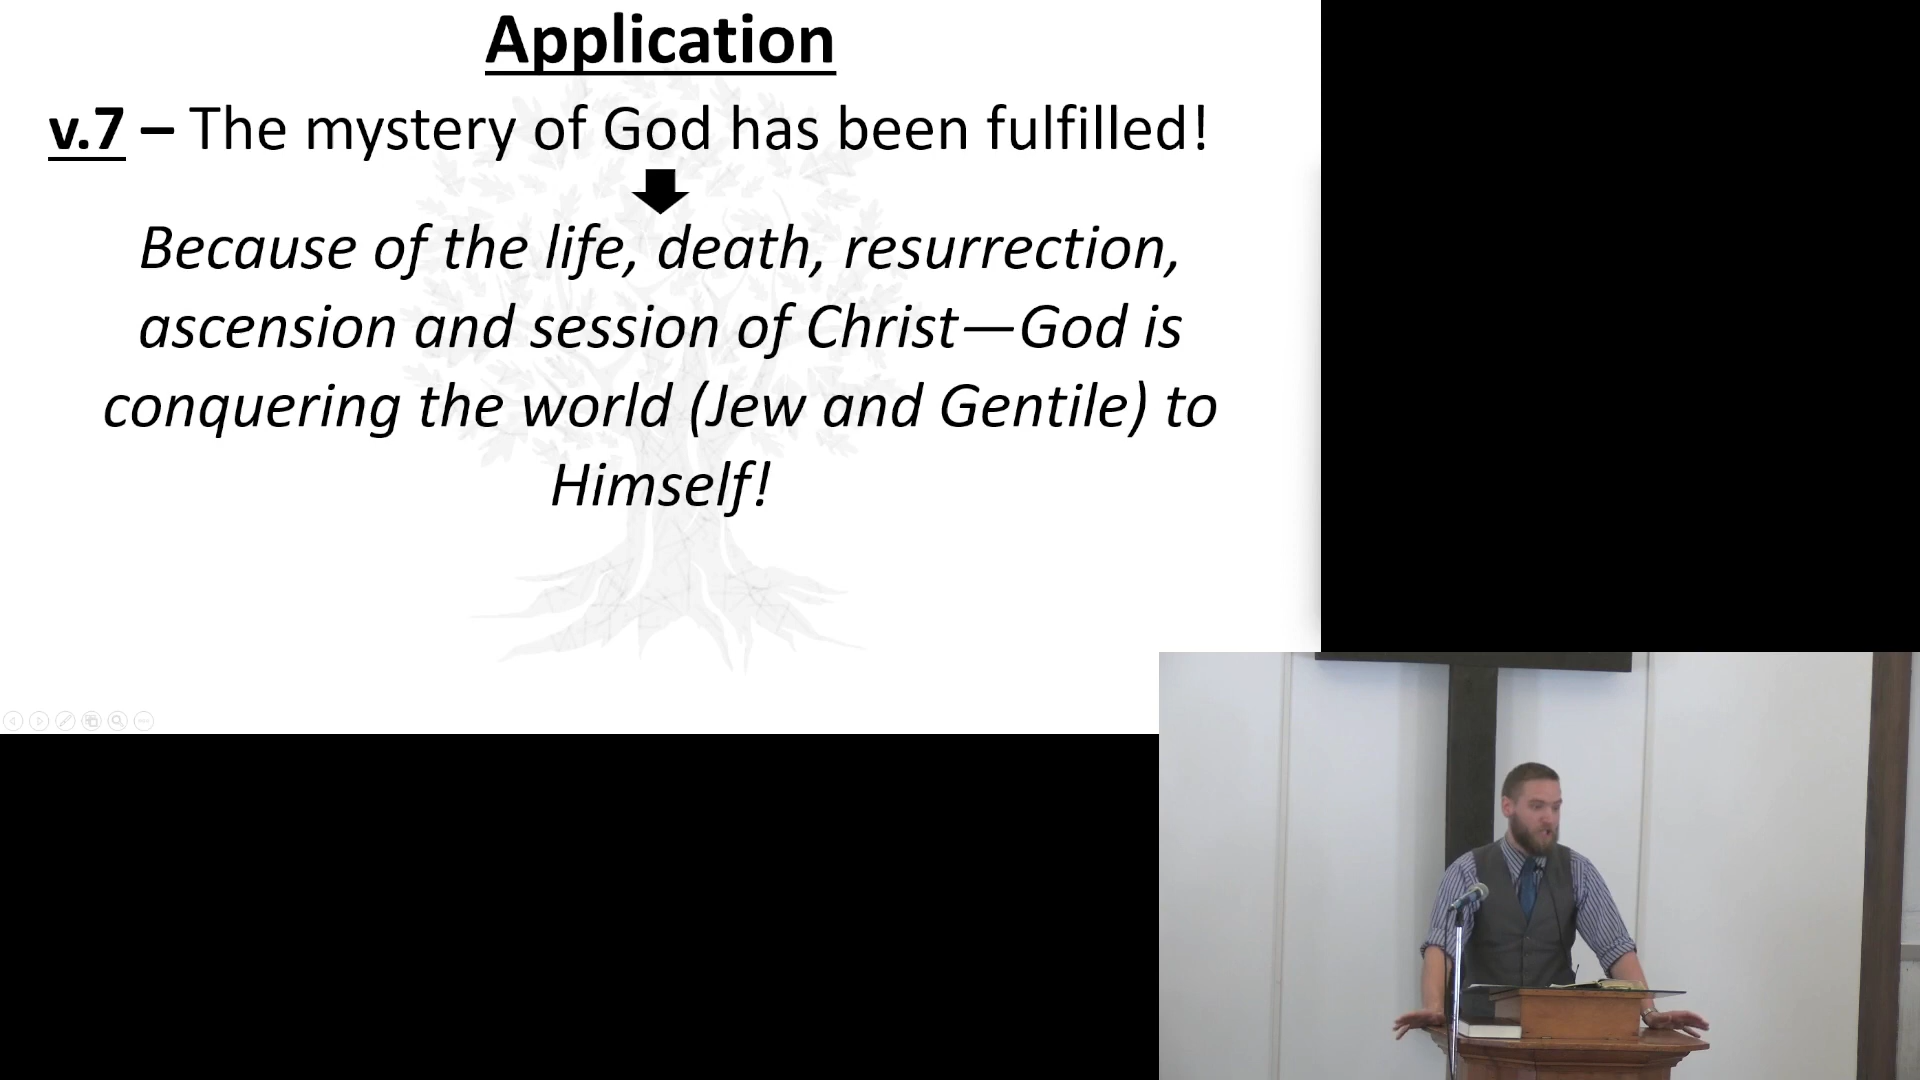 Application
v.7 – The mystery of God has been fulfilled!
Because of the life, death, resurrection,
ascension and session of Christ—God is
conquering the world (Jew and Gentile) to
Himself!